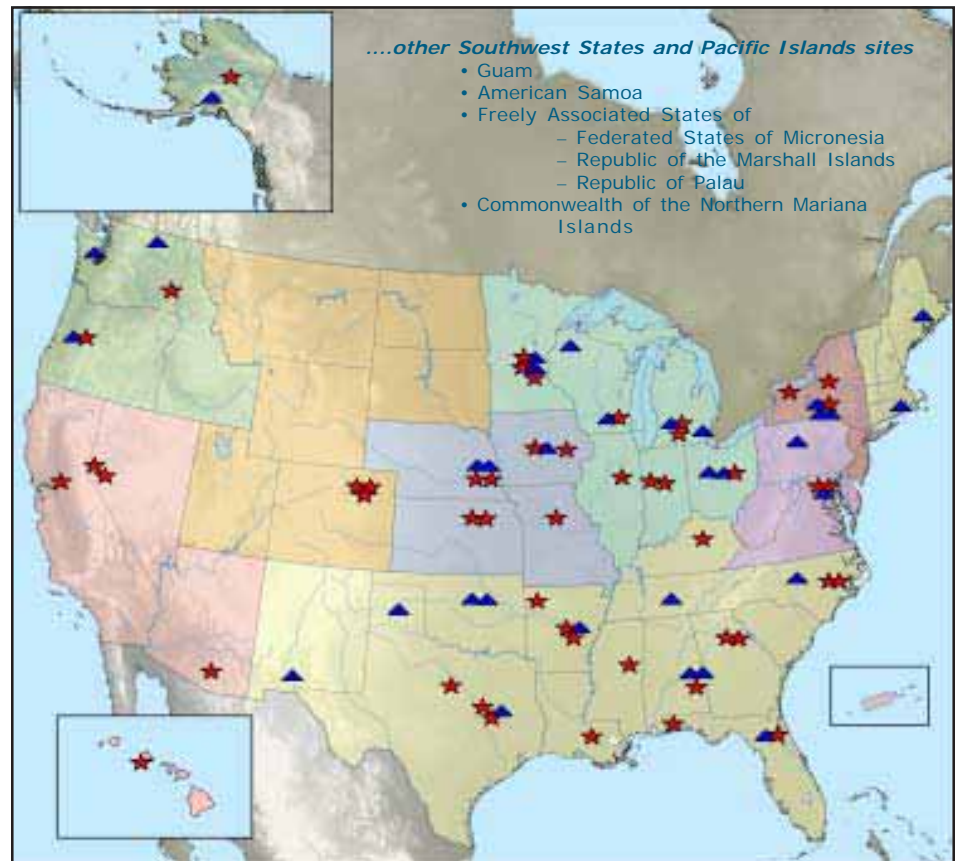 ....other Southwest States and Pacific Islands sites
• Guam
• American Samoa
• Freely Associated States of
– Federated States of Micronesia
– Republic of the Marshall Islands
– Republic of Palau
• Commonwealth of the Northern Mariana
Islands